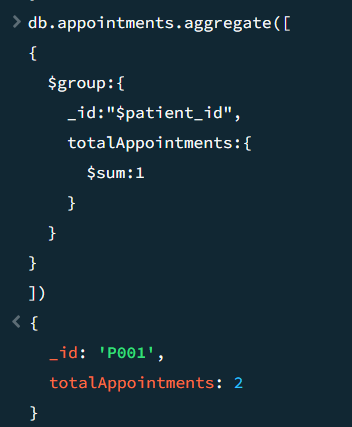 > db.appointments.aggregate([
{
$group:{
_id:"$patient_id",
totalAppointments:{
$sum:1
}
}
}
])
< {
_id: 'P001',
totalAppointments: 2
}